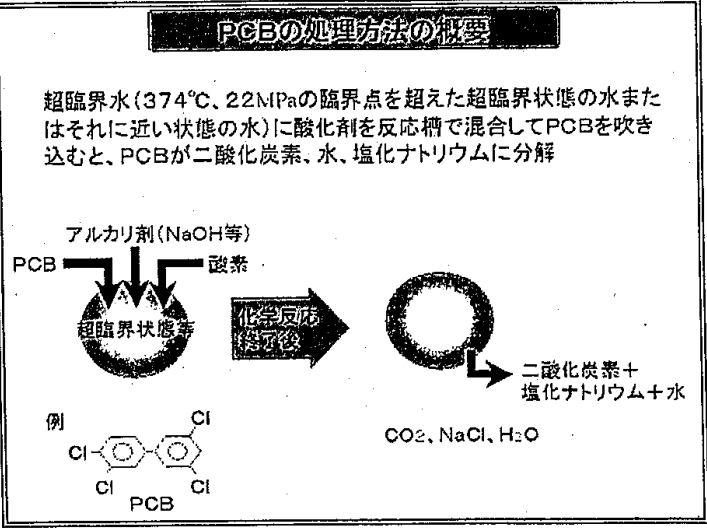 PCBの処理方法の概要
超臨界水(374℃、22MPaの臨界点を超えた超臨界状態の水また
はそれに近い状態の水)に酸化剤を反応槽で混合してPCBを吹き
込むと、PCBが二酸化炭素、水、塩化ナトリウムに分解
アルカリ剤(NaOH等)
PCB
酸素
超臨界状態等
化学反応
終了後
二酸化炭素+
塩化ナトリウム+水
CO2、NaCl、H2O
例
Cl
Cl
Cl
Cl
PCB